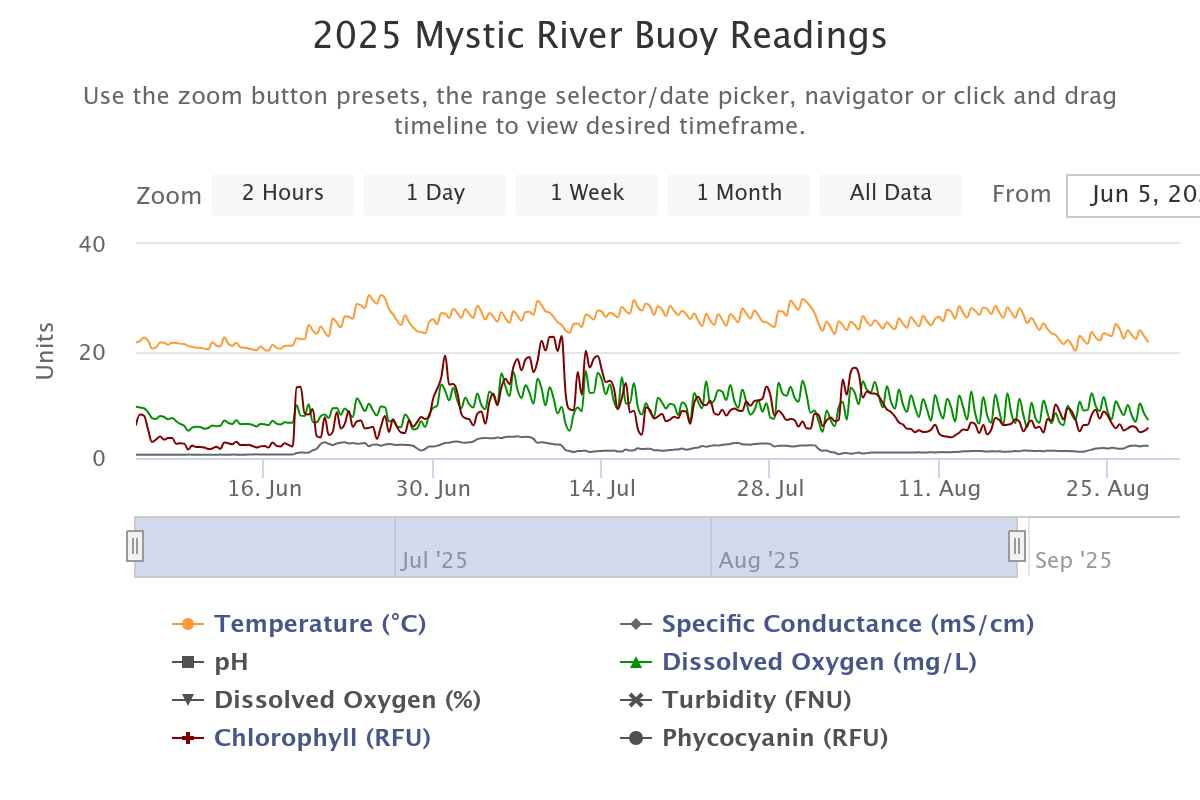 2025 Mystic River Buoy Readings
Use the zoom button presets, the range selector/date picker, navigator or click and drag
timeline to view desired timeframe.
Zoom 2 Hours 1 Day 1 Week 1 Month All Data From Jun 5, 20
40
20
0
Units
16. Jun 30. Jun 14. Jul 28. Jul 11. Aug 25. Aug
Jul '25 Aug '25 Sep '25
Temperature (°C) Specific Conductance (mS/cm)
pH Dissolved Oxygen (mg/L)
Dissolved Oxygen (%) Turbidity (FNU)
Chlorophyll (RFU) Phycocyanin (RFU)